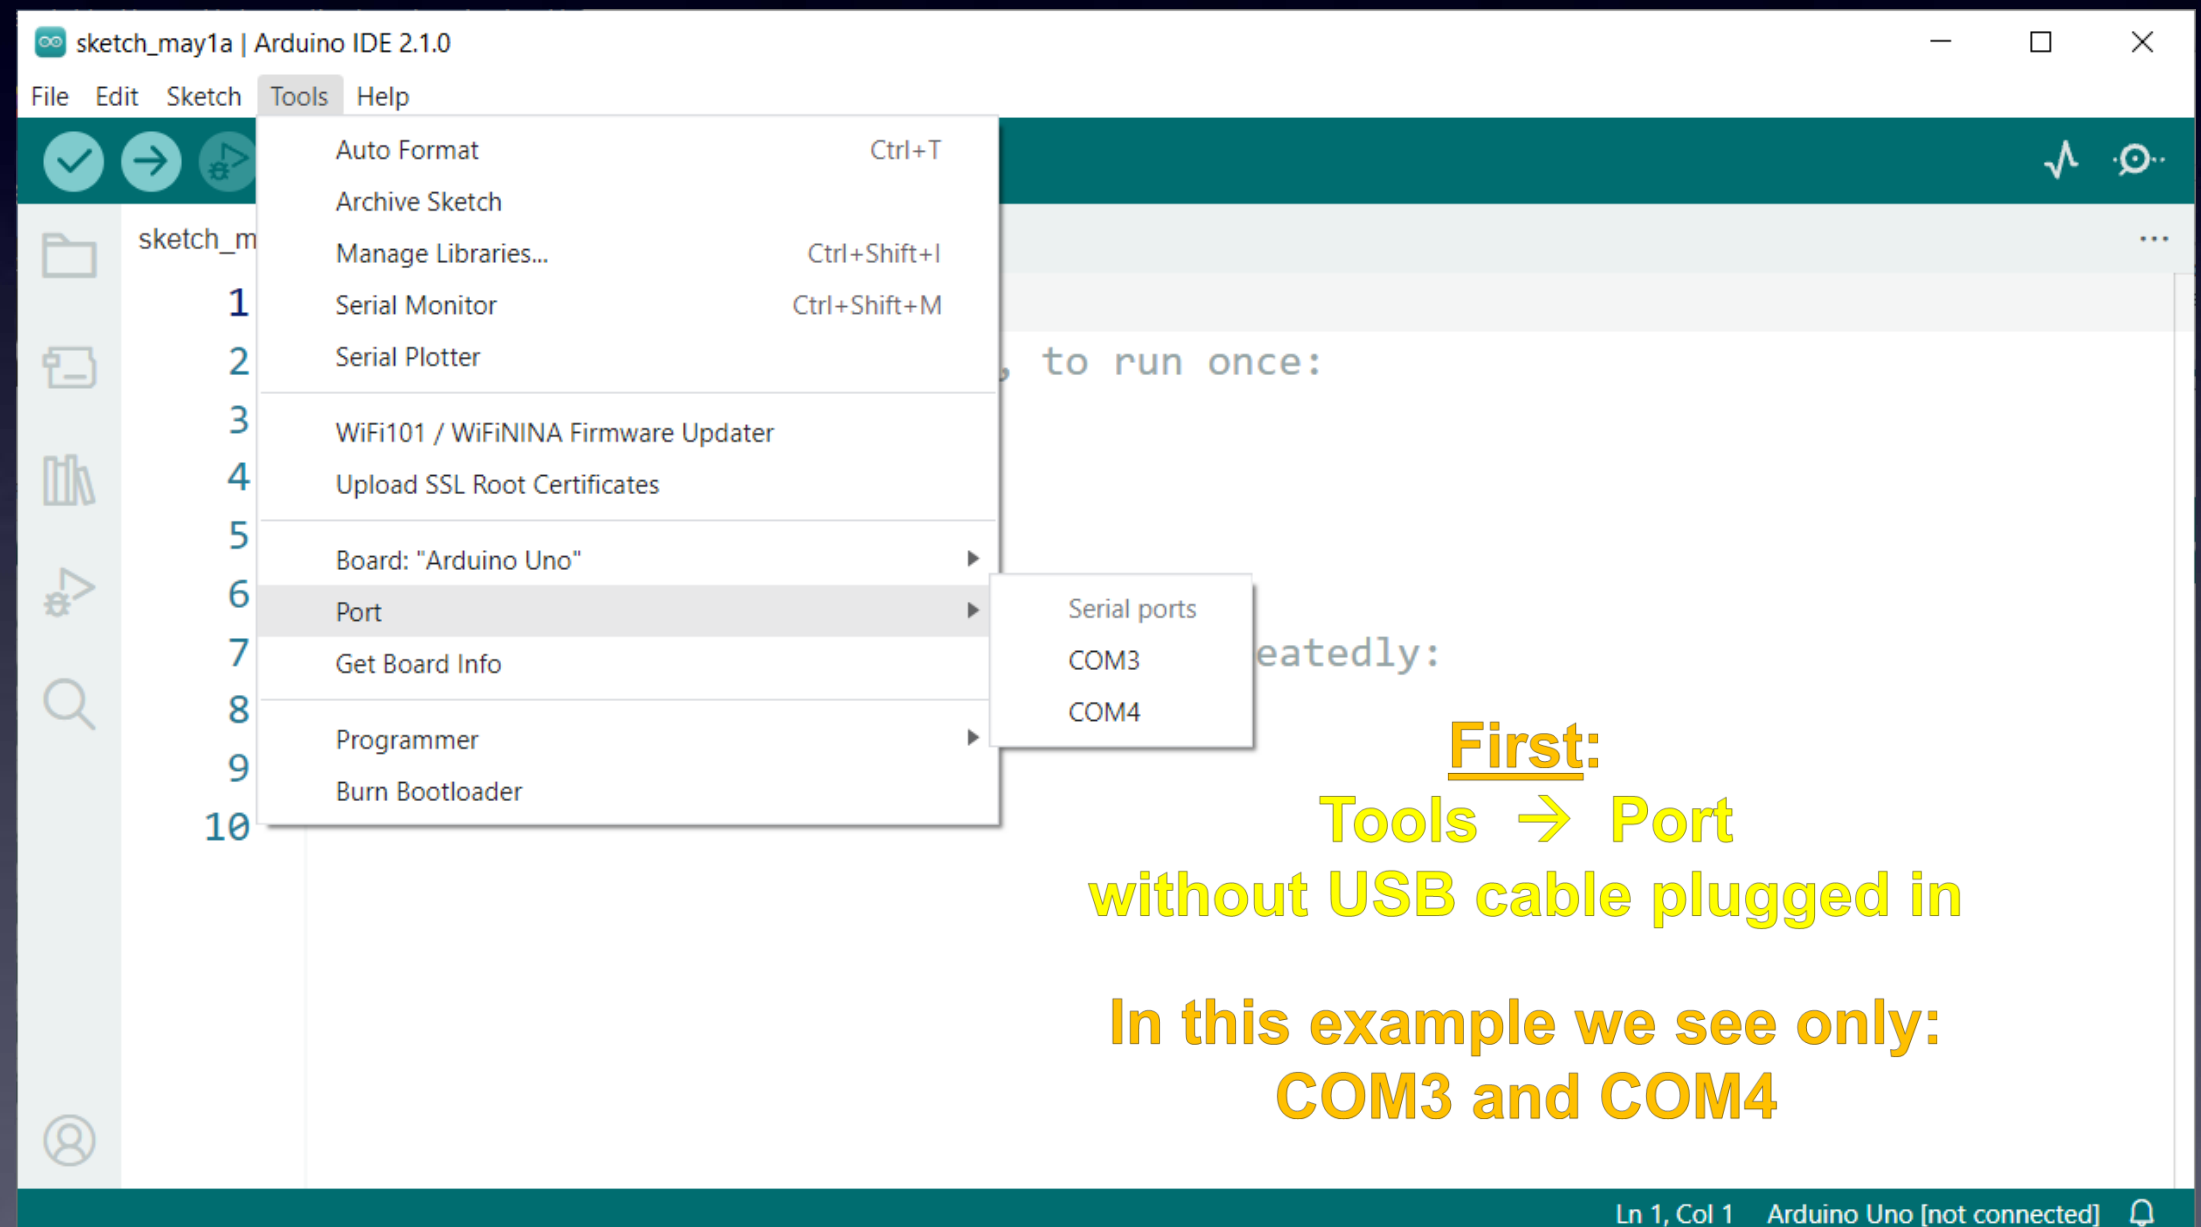 sketch_may1a | Arduino IDE 2.1.0
File Edit Sketch Tools Help
Auto Format Ctrl+T
Archive Sketch
sketch_m
Manage Libraries... Ctrl+Shift+I
1
Serial Monitor Ctrl+Shift+M
2
Serial Plotter
, to run once:
3
WiFi101 / WiFiNINA Firmware Updater
4
Upload SSL Root Certificates
5
Board: "Arduino Uno"
6
Port
Serial ports
7
Get Board Info
COM3
eatedly:
8
COM4
Programmer
9
Burn Bootloader
10
First:
Tools → Port
without USB cable plugged in
In this example we see only:
COM3 and COM4
Ln 1, Col 1 Arduino Uno [not connected]